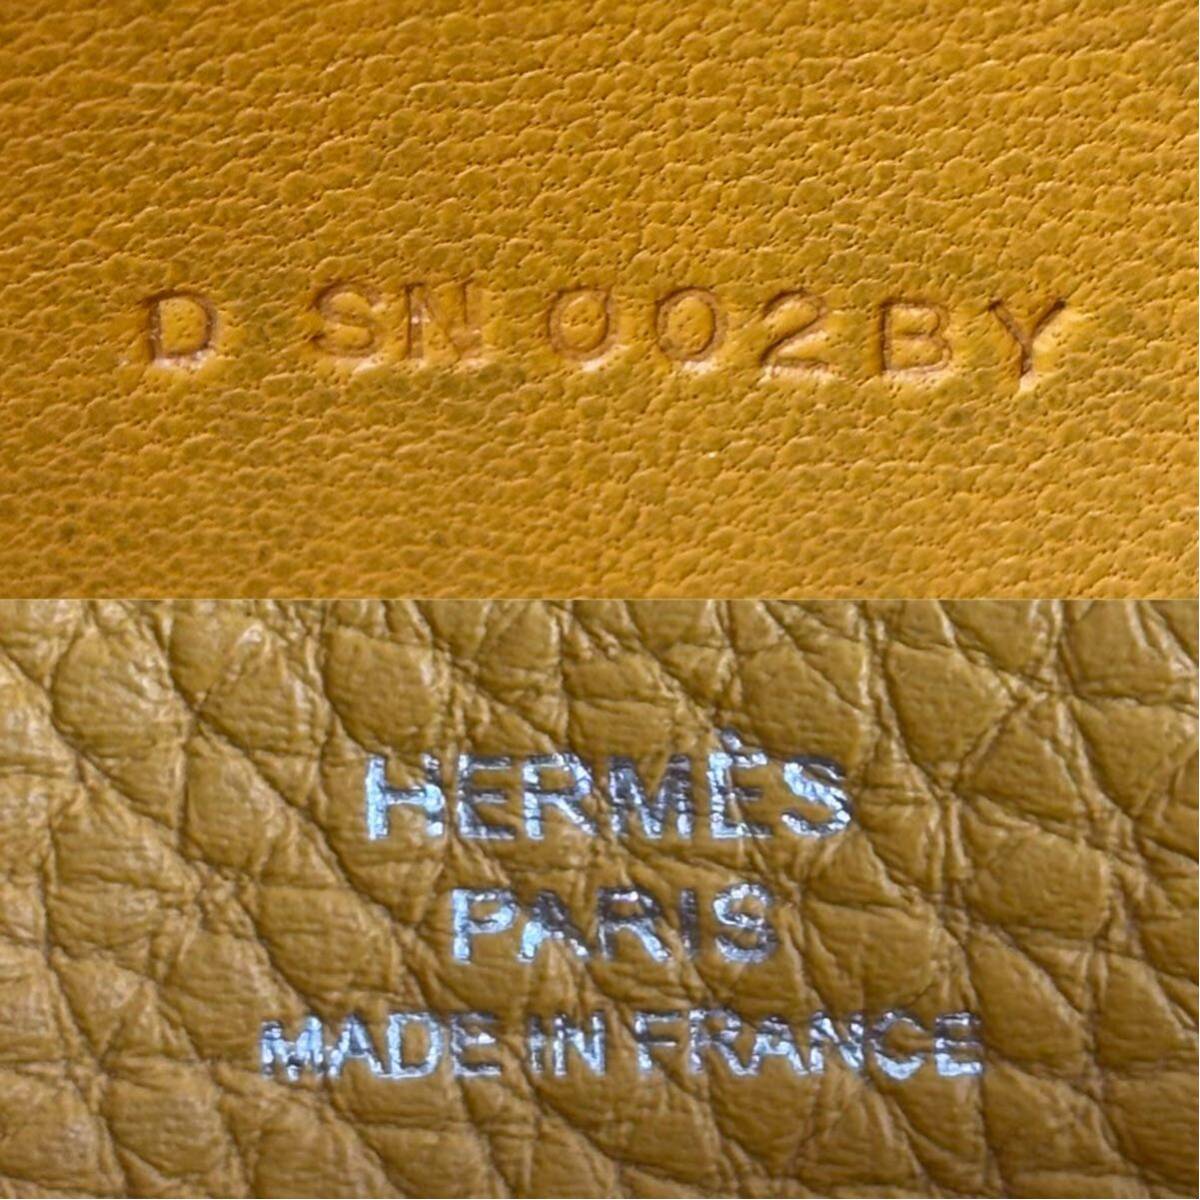 D SN 002BY
HERMÈS
PARIS
MADE IN FRANCE